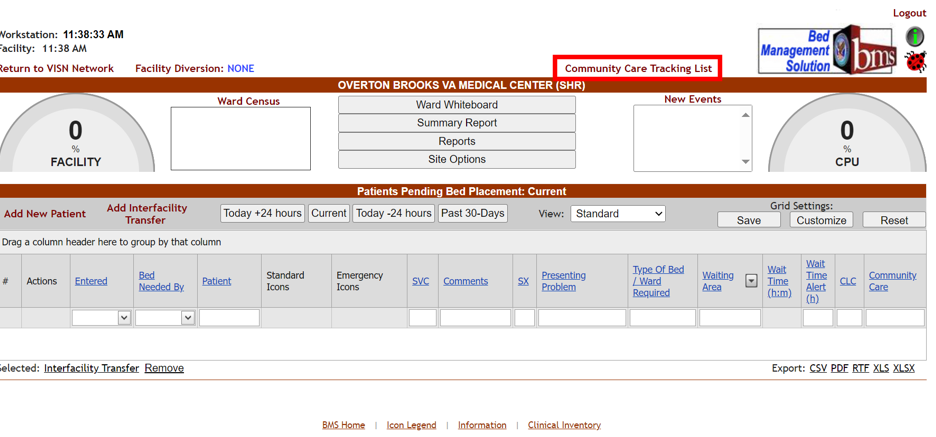 Logout
Workstation: 11:38:33 AM
Facility: 11:38 AM
Return to VISN Network Facility Diversion: NONE
Community Care Tracking List
Bed
Management
Solution
bms
OVERTON BROOKS VA MEDICAL CENTER (SHR)
0
%
FACILITY
Ward Census
Ward Whiteboard
Summary Report
Reports
Site Options
New Events
0
%
CPU
Patients Pending Bed Placement: Current
Add New Patient
Add Interfacility
Transfer
Today +24 hours Current Today -24 hours Past 30-Days
View: Standard
Grid Settings:
Save Customize Reset
Drag a column header here to group by that column
#
Actions
Entered
Bed
Needed By
Patient
Standard
Icons
Emergency
Icons
SVC
Comments
SX
Presenting
Problem
Type Of Bed
/ Ward
Required
Waiting
Area
Wait
Time
(h:m)
Wait
Time
Alert
(h)
CLC
Community
Care
Selected: Interfacility Transfer Remove
Export: CSV PDF RTF XLS XLSX
BMS Home | Icon Legend | Information | Clinical Inventory